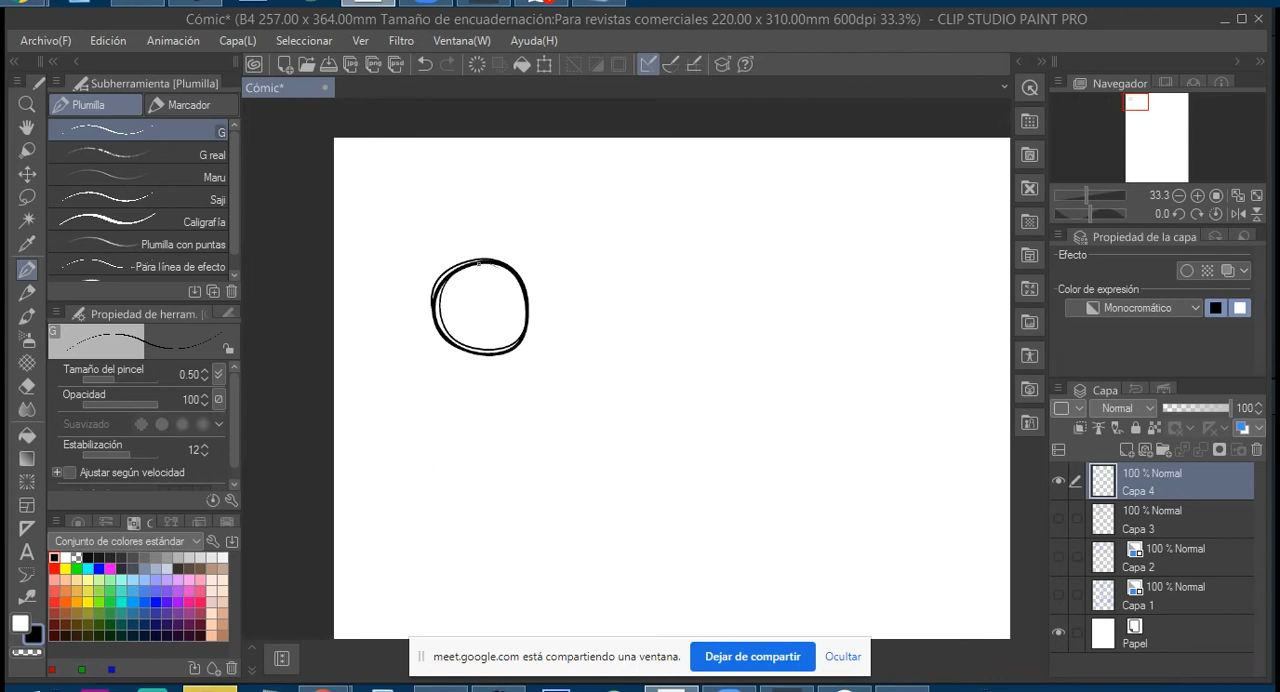 Cómic* (B4 257.00 x 364.00mm Tamaño de encuadernación:Para revistas comerciales 220.00 x 310.00mm 600dpi 33.3%) - CLIP STUDIO PAINT PRO
Archivo(F) Edición Animación Capa(L) Seleccionar Ver Filtro Ventana(W) Ayuda(H)
Subherramienta [Plumilla]
Cómic*
Navegador
Plumilla Marcador
G
G real
Maru
Saji
Caligrafía
Plumilla con puntas
Para línea de efecto
33.3
0.0
Propiedad de la capa
Efecto
Color de expresión
Monocromático
Propiedad de herram.
G
Tamaño del pincel 0.50
Opacidad 100
Suavizado
Estabilización 12
Ajustar según velocidad
Conjunto de colores estándar
Capa
Normal 100
100 % Normal
Capa 4
100 % Normal
Capa 3
100 % Normal
Capa 2
100 % Normal
Capa 1
Papel
meet.google.com está compartiendo una ventana. Dejar de compartir Ocultar